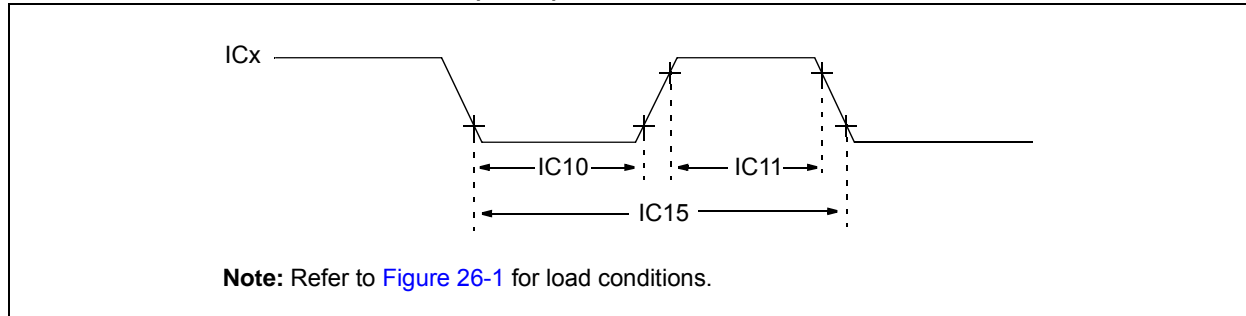 ICx
IC10
IC11
IC15
Note: Refer to Figure 26-1 for load conditions.